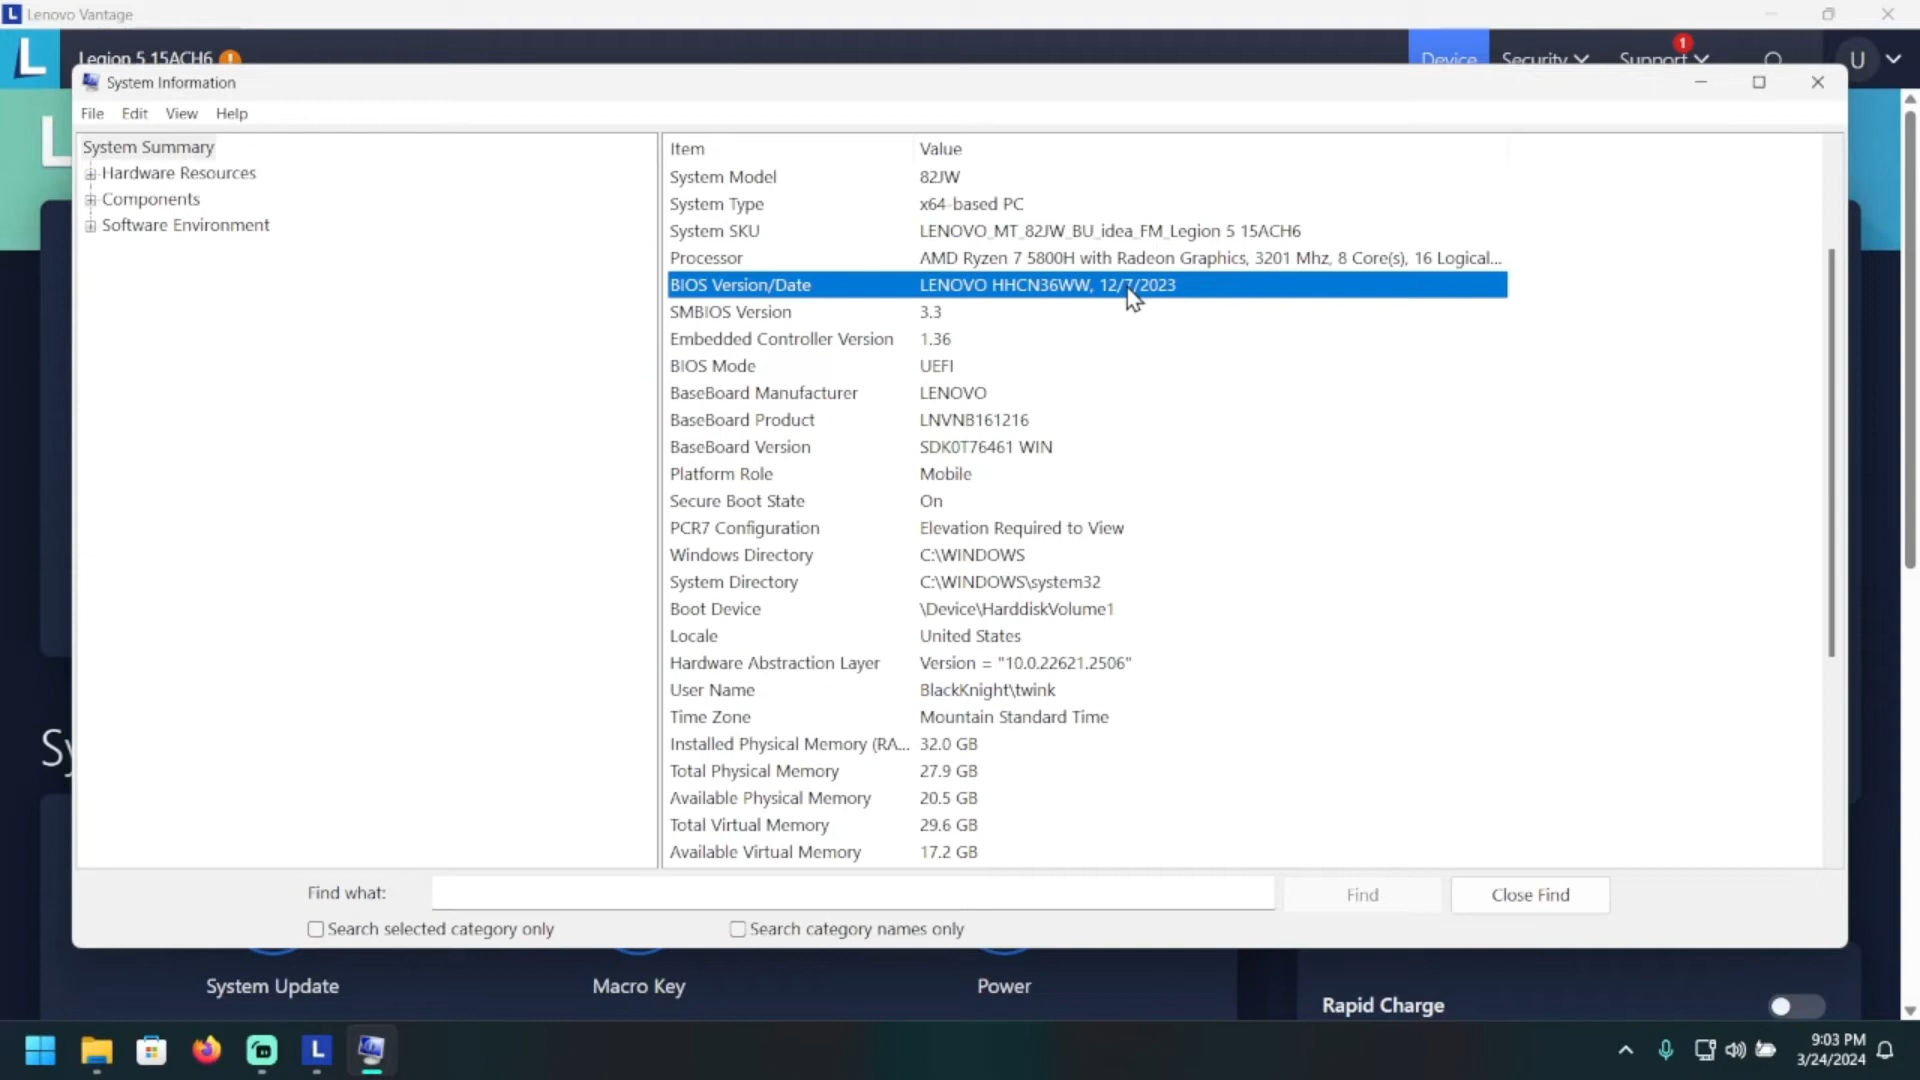 Lenovo Vantage
Legion 5 15ACH6
Device Security Support 1 U
System Information
File Edit View Help
System Summary
Hardware Resources
Components
Software Environment
Item Value
System Model 82JW
System Type x64-based PC
System SKU LENOVO_MT_82JW_BU_idea_FM_Legion 5 15ACH6
Processor AMD Ryzen 7 5800H with Radeon Graphics, 3201 Mhz, 8 Core(s), 16 Logical...
BIOS Version/Date LENOVO HHCN36WW, 12/7/2023
SMBIOS Version 3.3
Embedded Controller Version 1.36
BIOS Mode UEFI
BaseBoard Manufacturer LENOVO
BaseBoard Product LNVNB161216
BaseBoard Version SDK0T76461 WIN
Platform Role Mobile
Secure Boot State On
PCR7 Configuration Elevation Required to View
Windows Directory C:\WINDOWS
System Directory C:\WINDOWS\system32
Boot Device \Device\HarddiskVolume1
Locale United States
Hardware Abstraction Layer Version = "10.0.22621.2506"
User Name BlackKnight\twink
Time Zone Mountain Standard Time
Installed Physical Memory (RA... 32.0 GB
Total Physical Memory 27.9 GB
Available Physical Memory 20.5 GB
Total Virtual Memory 29.6 GB
Available Virtual Memory 17.2 GB
Find what:
Find Close Find
Search selected category only Search category names only
System Update Macro Key Power
Rapid Charge
9:03 PM
3/24/2024